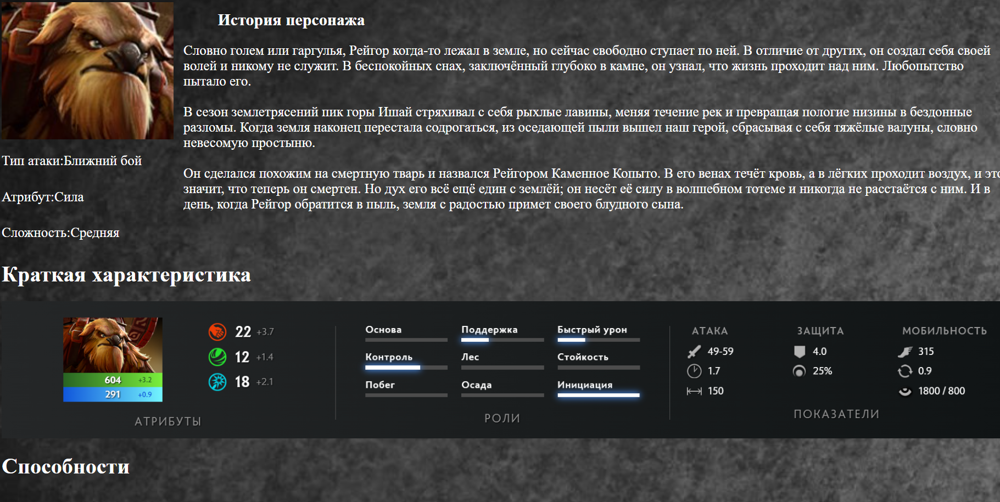 История персонажа
Словно голем или гаргулья, Рейгор когда-то лежал в земле, но сейчас свободно ступает по ней. В отличие от других, он создал себя своей
волей и никому не служит. В беспокойных снах, заключённый глубоко в камне, он узнал, что жизнь проходит над ним. Любопытство
пытало его.
В сезон землетрясений пик горы Ишай стряхивал с себя рыхлые лавины, меняя течение рек и превращая пологие низины в бездонные
разломы. Когда земля наконец перестала содрогаться, из оседающей пыли вышел наш герой, сбрасывая с себя тяжёлые валуны, словно
невесомую простыню.
Он сделался похожим на смертную тварь и назвался Рейгором Каменное Копыто. В его венах течёт кровь, а в лёгких проходит воздух, и это
значит, что теперь он смертен. Но дух его всё ещё един с землёй; он несёт её силу в волшебном тотеме и никогда не расстаётся с ним. И в
день, когда Рейгор обратится в пыль, земля с радостью примет своего блудного сына.
Тип атаки:Ближний бой
Атрибут:Сила
Сложность:Средняя
Краткая характеристика
604 +3.2
291 +0.9
22 +3.7
12 +1.4
18 +2.1
АТРИБУТЫ
Основа Поддержка Быстрый урон
Контроль Лес Стойкость
Побег Осада Инициация
РОЛИ
АТАКА ЗАЩИТА МОБИЛЬНОСТЬ
49-59 4.0 315
1.7 25% 0.9
150 1800 / 800
ПОКАЗАТЕЛИ
Способности